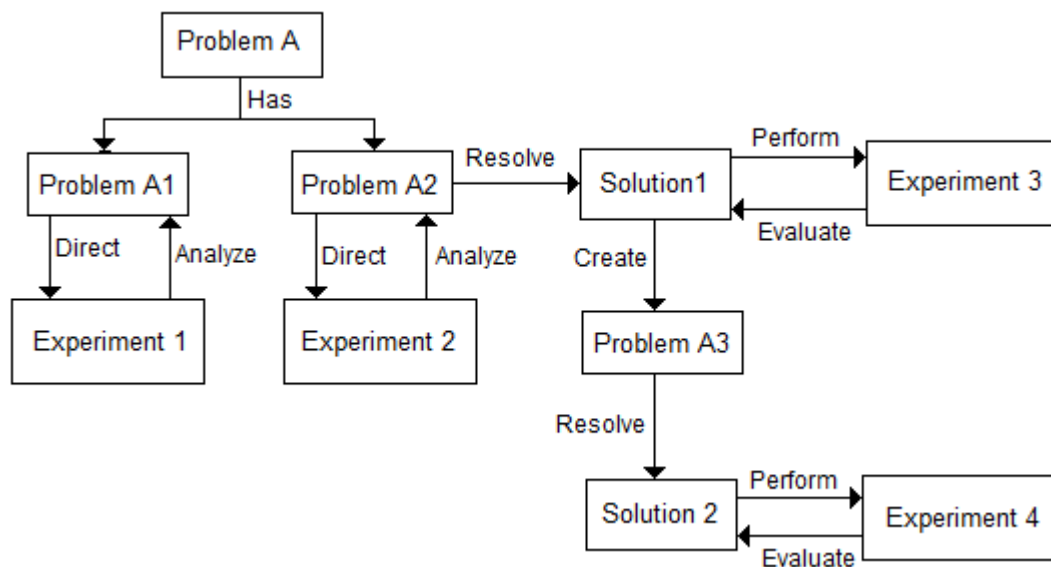 Problem A
Has
Problem A1
Problem A2
Resolve
Solution1
Perform
Experiment 3
Evaluate
Direct
Analyze
Direct
Analyze
Create
Experiment 1
Experiment 2
Problem A3
Resolve
Solution 2
Perform
Experiment 4
Evaluate